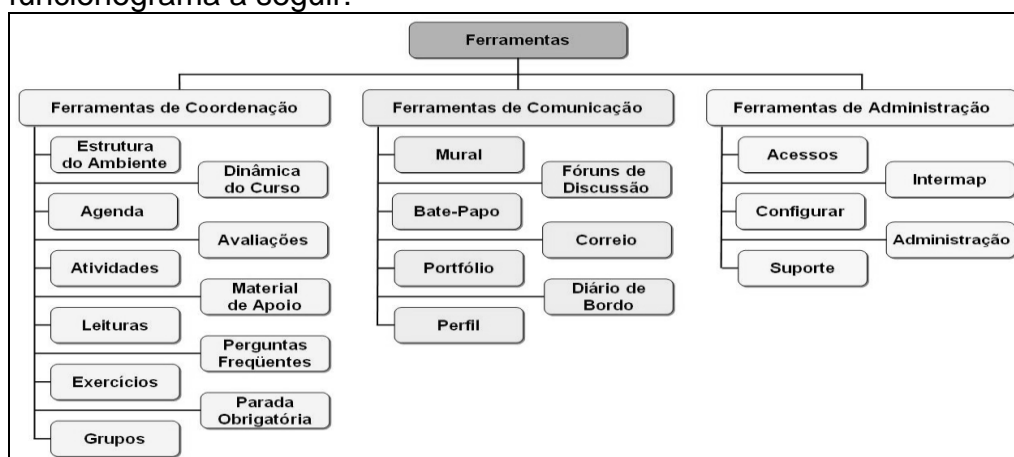 funcionograma a seguir:
Ferramentas
Ferramentas de Coordenação
Estrutura
do Ambiente
Dinâmica
do Curso
Agenda
Avaliações
Atividades
Material
de Apoio
Leituras
Perguntas
Freqüentes
Exercícios
Parada
Obrigatória
Grupos
Ferramentas de Comunicação
Mural
Fóruns de
Discussão
Bate-Papo
Correio
Portfólio
Diário de
Bordo
Perfil
Ferramentas de Administração
Acessos
Intermap
Configurar
Administração
Suporte